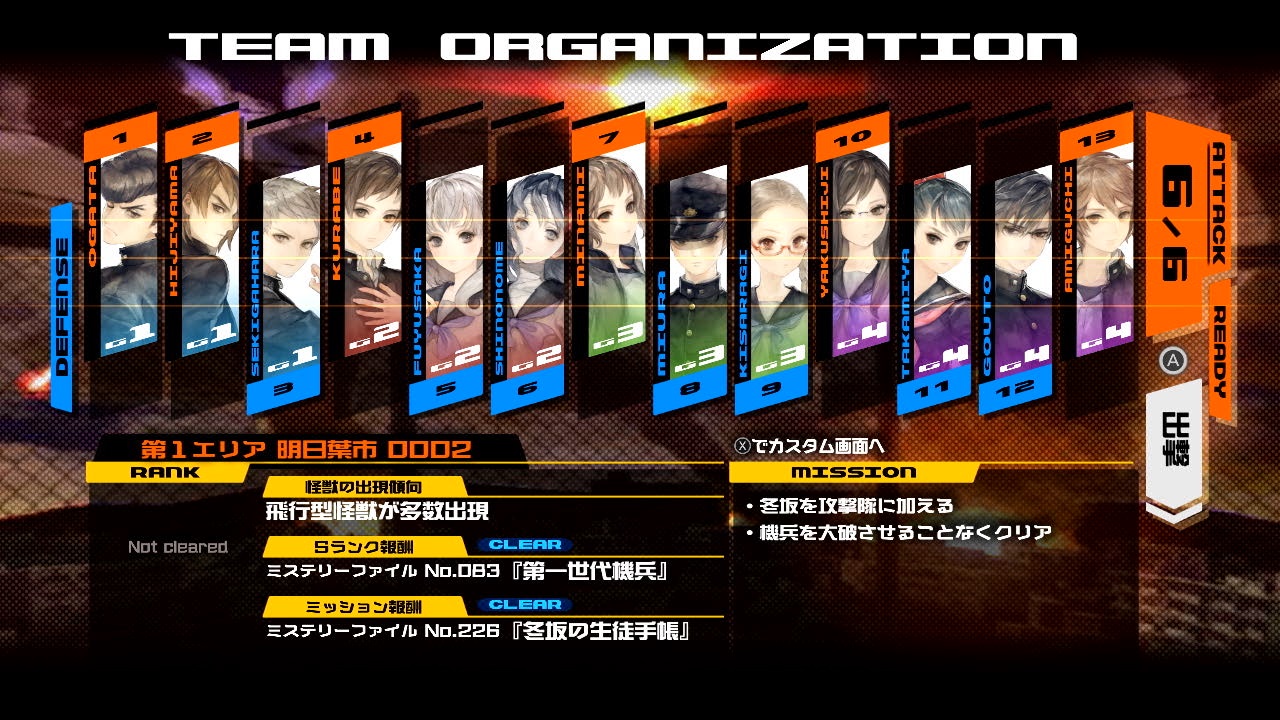 TEAM ORGANIZATION
1 OGATA G1
2 HIJIYAMA G1
SEKIGAHARA G1 3
4 KURABE G2
FUYUSAKA G2 5
SHINONOME G2 6
7 MINAMI G3
MIURA G3 8
KISARAGI G3 9
10 YAKUSHIJI G4
TAKAMIYA G4 11
GOUTO G4 12
13 AMIGUCHI G4
DEFENSE
ATTACK
6/6
READY
A
出撃
第1エリア 明日葉市 0002
ⓍでカスタムÂ画面へ
RANK
MISSION
怪獣の出現傾向
飛行型怪獣が多数出現
・冬坂を攻撃隊に加える
・機兵を大破させることなくクリア
Not cleared
Sランク報酬 CLEAR
ミステリーファイル No.083『第一世代機兵』
ミッション報酬 CLEAR
ミステリーファイル No.226『冬坂の生徒手帳』